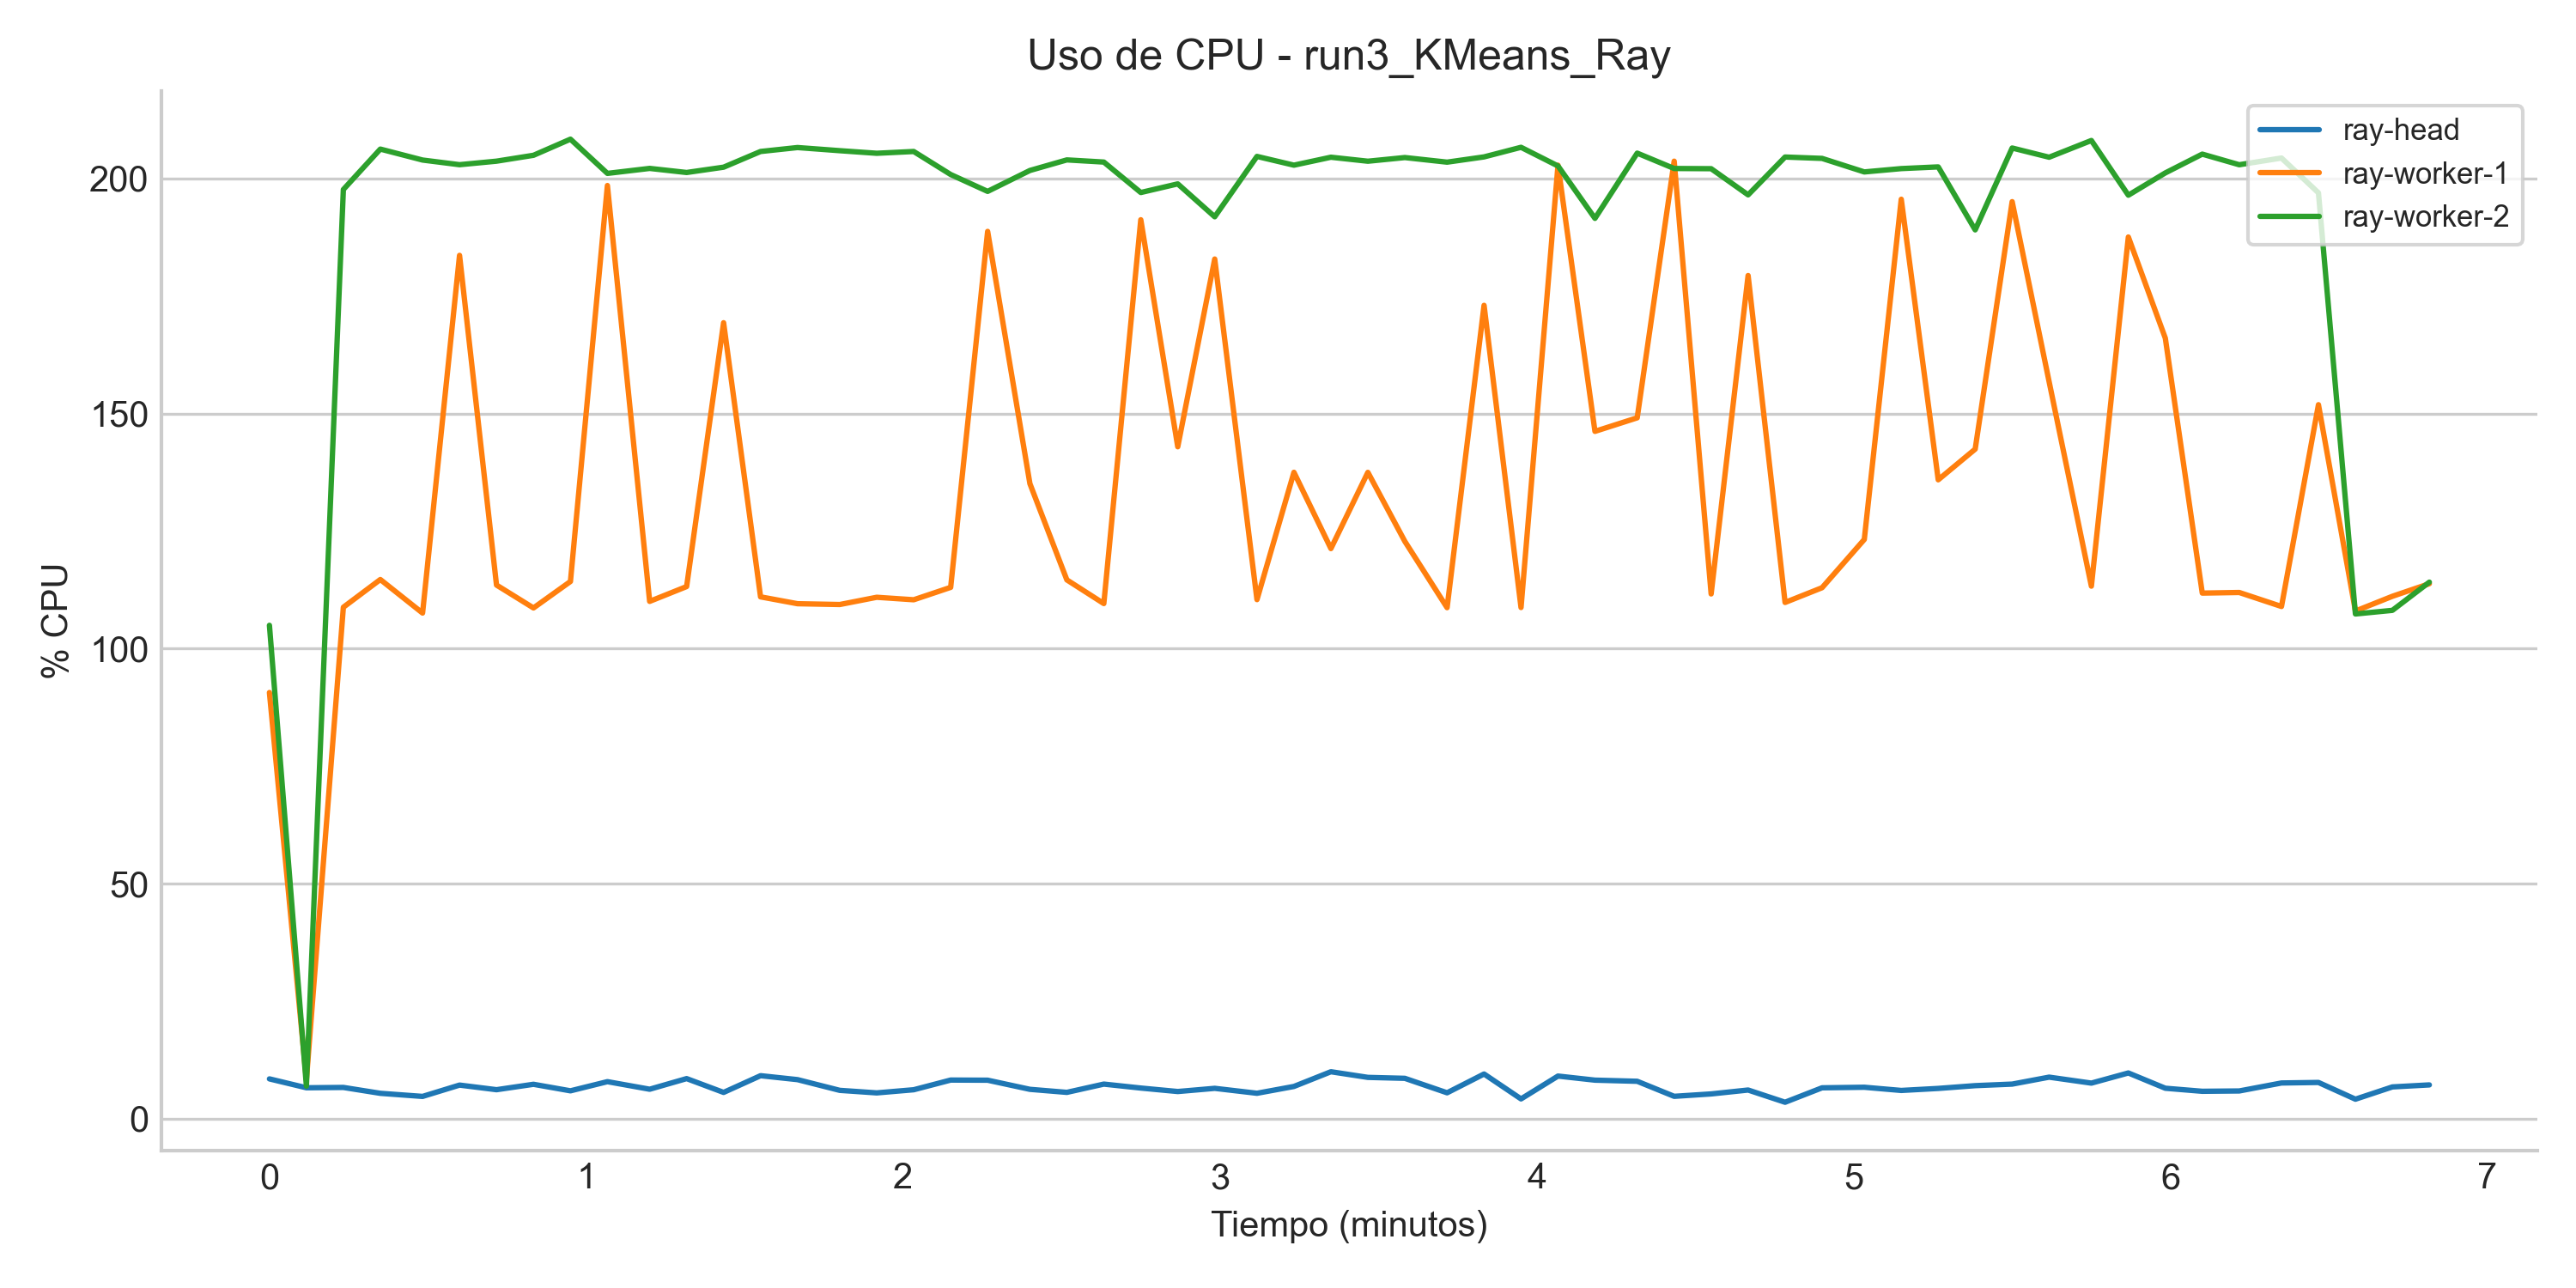 Uso de CPU - run3_KMeans_Ray
ray-head
ray-worker-1
ray-worker-2
% CPU
200
150
100
50
0
0 1 2 3 4 5 6 7
Tiempo (minutos)